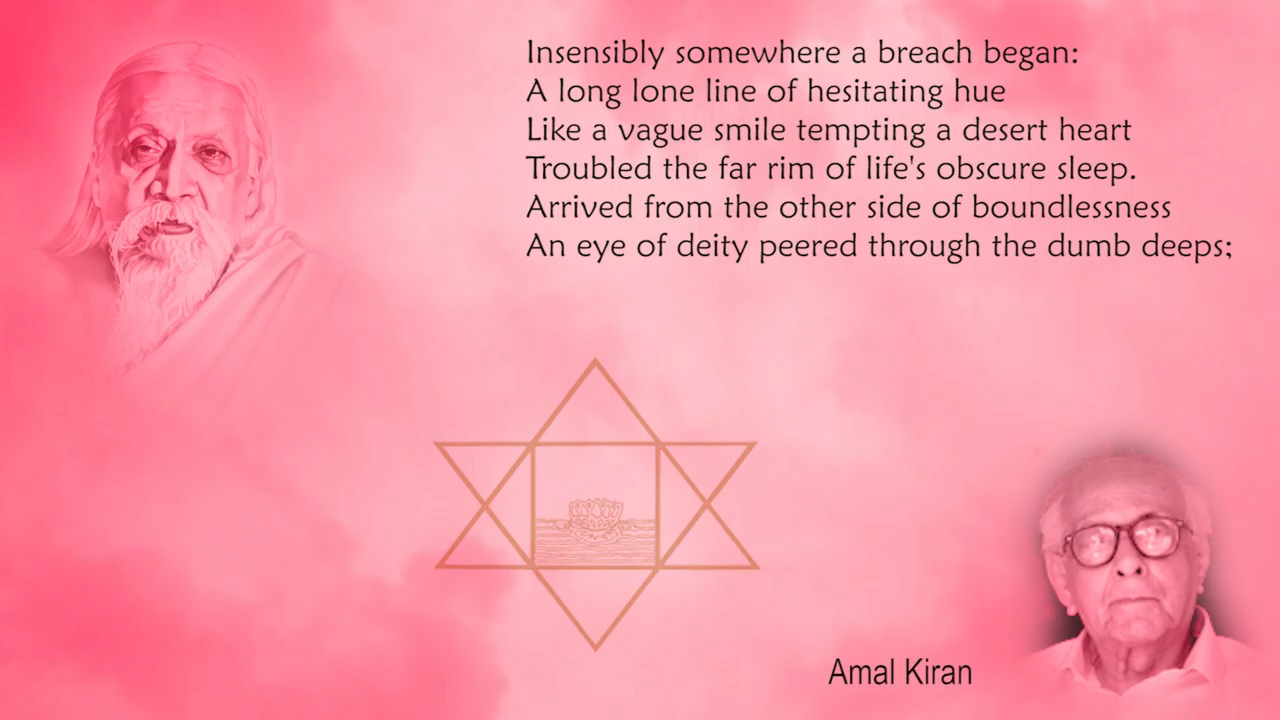 Insensibly somewhere a breach began:
A long lone line of hesitating hue
Like a vague smile tempting a desert heart
Troubled the far rim of life's obscure sleep.
Arrived from the other side of boundlessness
An eye of deity peered through the dumb deeps;
Amal Kiran